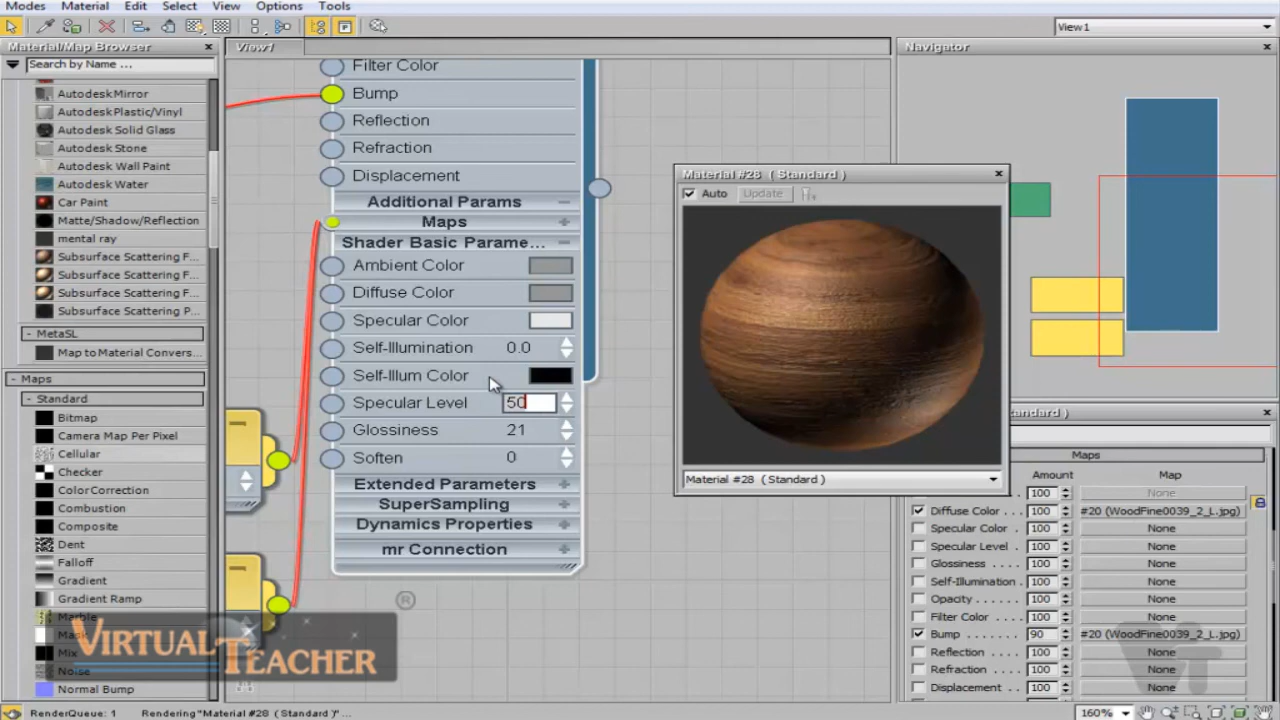 Modes Material Edit Select View Options Tools
View1
Material/Map Browser
Search by Name ...
Autodesk Mirror
Autodesk Plastic/Vinyl
Autodesk Solid Glass
Autodesk Stone
Autodesk Wall Paint
Autodesk Water
Car Paint
Matte/Shadow/Reflection
mental ray
Subsurface Scattering F...
Subsurface Scattering F...
Subsurface Scattering F...
Subsurface Scattering P...
- MetaSL
Map to Material Convers...
- Maps
- Standard
Bitmap
Camera Map Per Pixel
Cellular
Checker
Color Correction
Combustion
Composite
Dent
Falloff
Gradient
Gradient Ramp
Marble
Mask
Mix
Noise
Normal Bump
View1
Filter Color
Bump
Reflection
Refraction
Displacement
Additional Params
Maps
Shader Basic Parame...
Ambient Color
Diffuse Color
Specular Color
Self-Illumination 0.0
Self-Illum Color
Specular Level 50
Glossiness 21
Soften 0
Extended Parameters
SuperSampling
Dynamics Properties
mr Connection
®
VIRTUAL TEACHER
Navigator
Material #28 ( Standard )
Auto Update
Material #28 ( Standard )
tandard )
Maps
Amount Map
100 None
Diffuse Color 100 #20 (WoodFine0039_2_L.jpg)
Specular Color 100 None
Specular Level 100 None
Glossiness 100 None
Self-Illumination 100 None
Opacity 100 None
Filter Color 100 None
Bump 90 #20 (WoodFine0039_2_L.jpg)
Reflection 100 None
Refraction 100 None
Displacement 100 None
VT
RenderQueue: 1 Rendering "Material #28 ( Standard )"...
160%